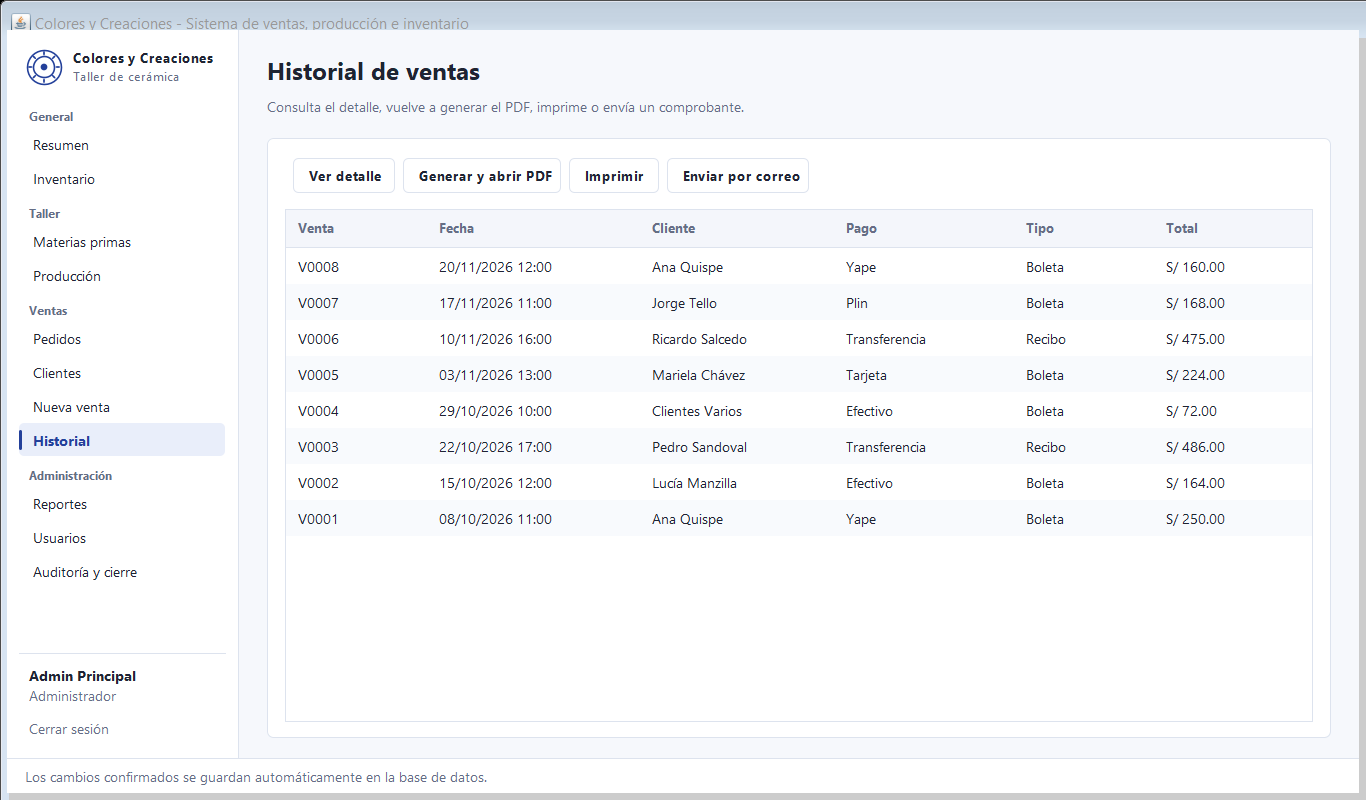 Colores y Creaciones - Sistema de ventas, producción e inventario
Colores y Creaciones
Taller de cerámica
General
Resumen
Inventario
Taller
Materias primas
Producción
Ventas
Pedidos
Clientes
Nueva venta
Historial
Administración
Reportes
Usuarios
Auditoría y cierre
Admin Principal
Administrador
Cerrar sesión
Historial de ventas
Consulta el detalle, vuelve a generar el PDF, imprime o envía un comprobante.
Ver detalle Generar y abrir PDF Imprimir Enviar por correo
Venta Fecha Cliente Pago Tipo Total
V0008 20/11/2026 12:00 Ana Quispe Yape Boleta S/ 160.00
V0007 17/11/2026 11:00 Jorge Tello Plin Boleta S/ 168.00
V0006 10/11/2026 16:00 Ricardo Salcedo Transferencia Recibo S/ 475.00
V0005 03/11/2026 13:00 Mariela Chávez Tarjeta Boleta S/ 224.00
V0004 29/10/2026 10:00 Clientes Varios Efectivo Boleta S/ 72.00
V0003 22/10/2026 17:00 Pedro Sandoval Transferencia Recibo S/ 486.00
V0002 15/10/2026 12:00 Lucía Manzilla Efectivo Boleta S/ 164.00
V0001 08/10/2026 11:00 Ana Quispe Yape Boleta S/ 250.00
Los cambios confirmados se guardan automáticamente en la base de datos.